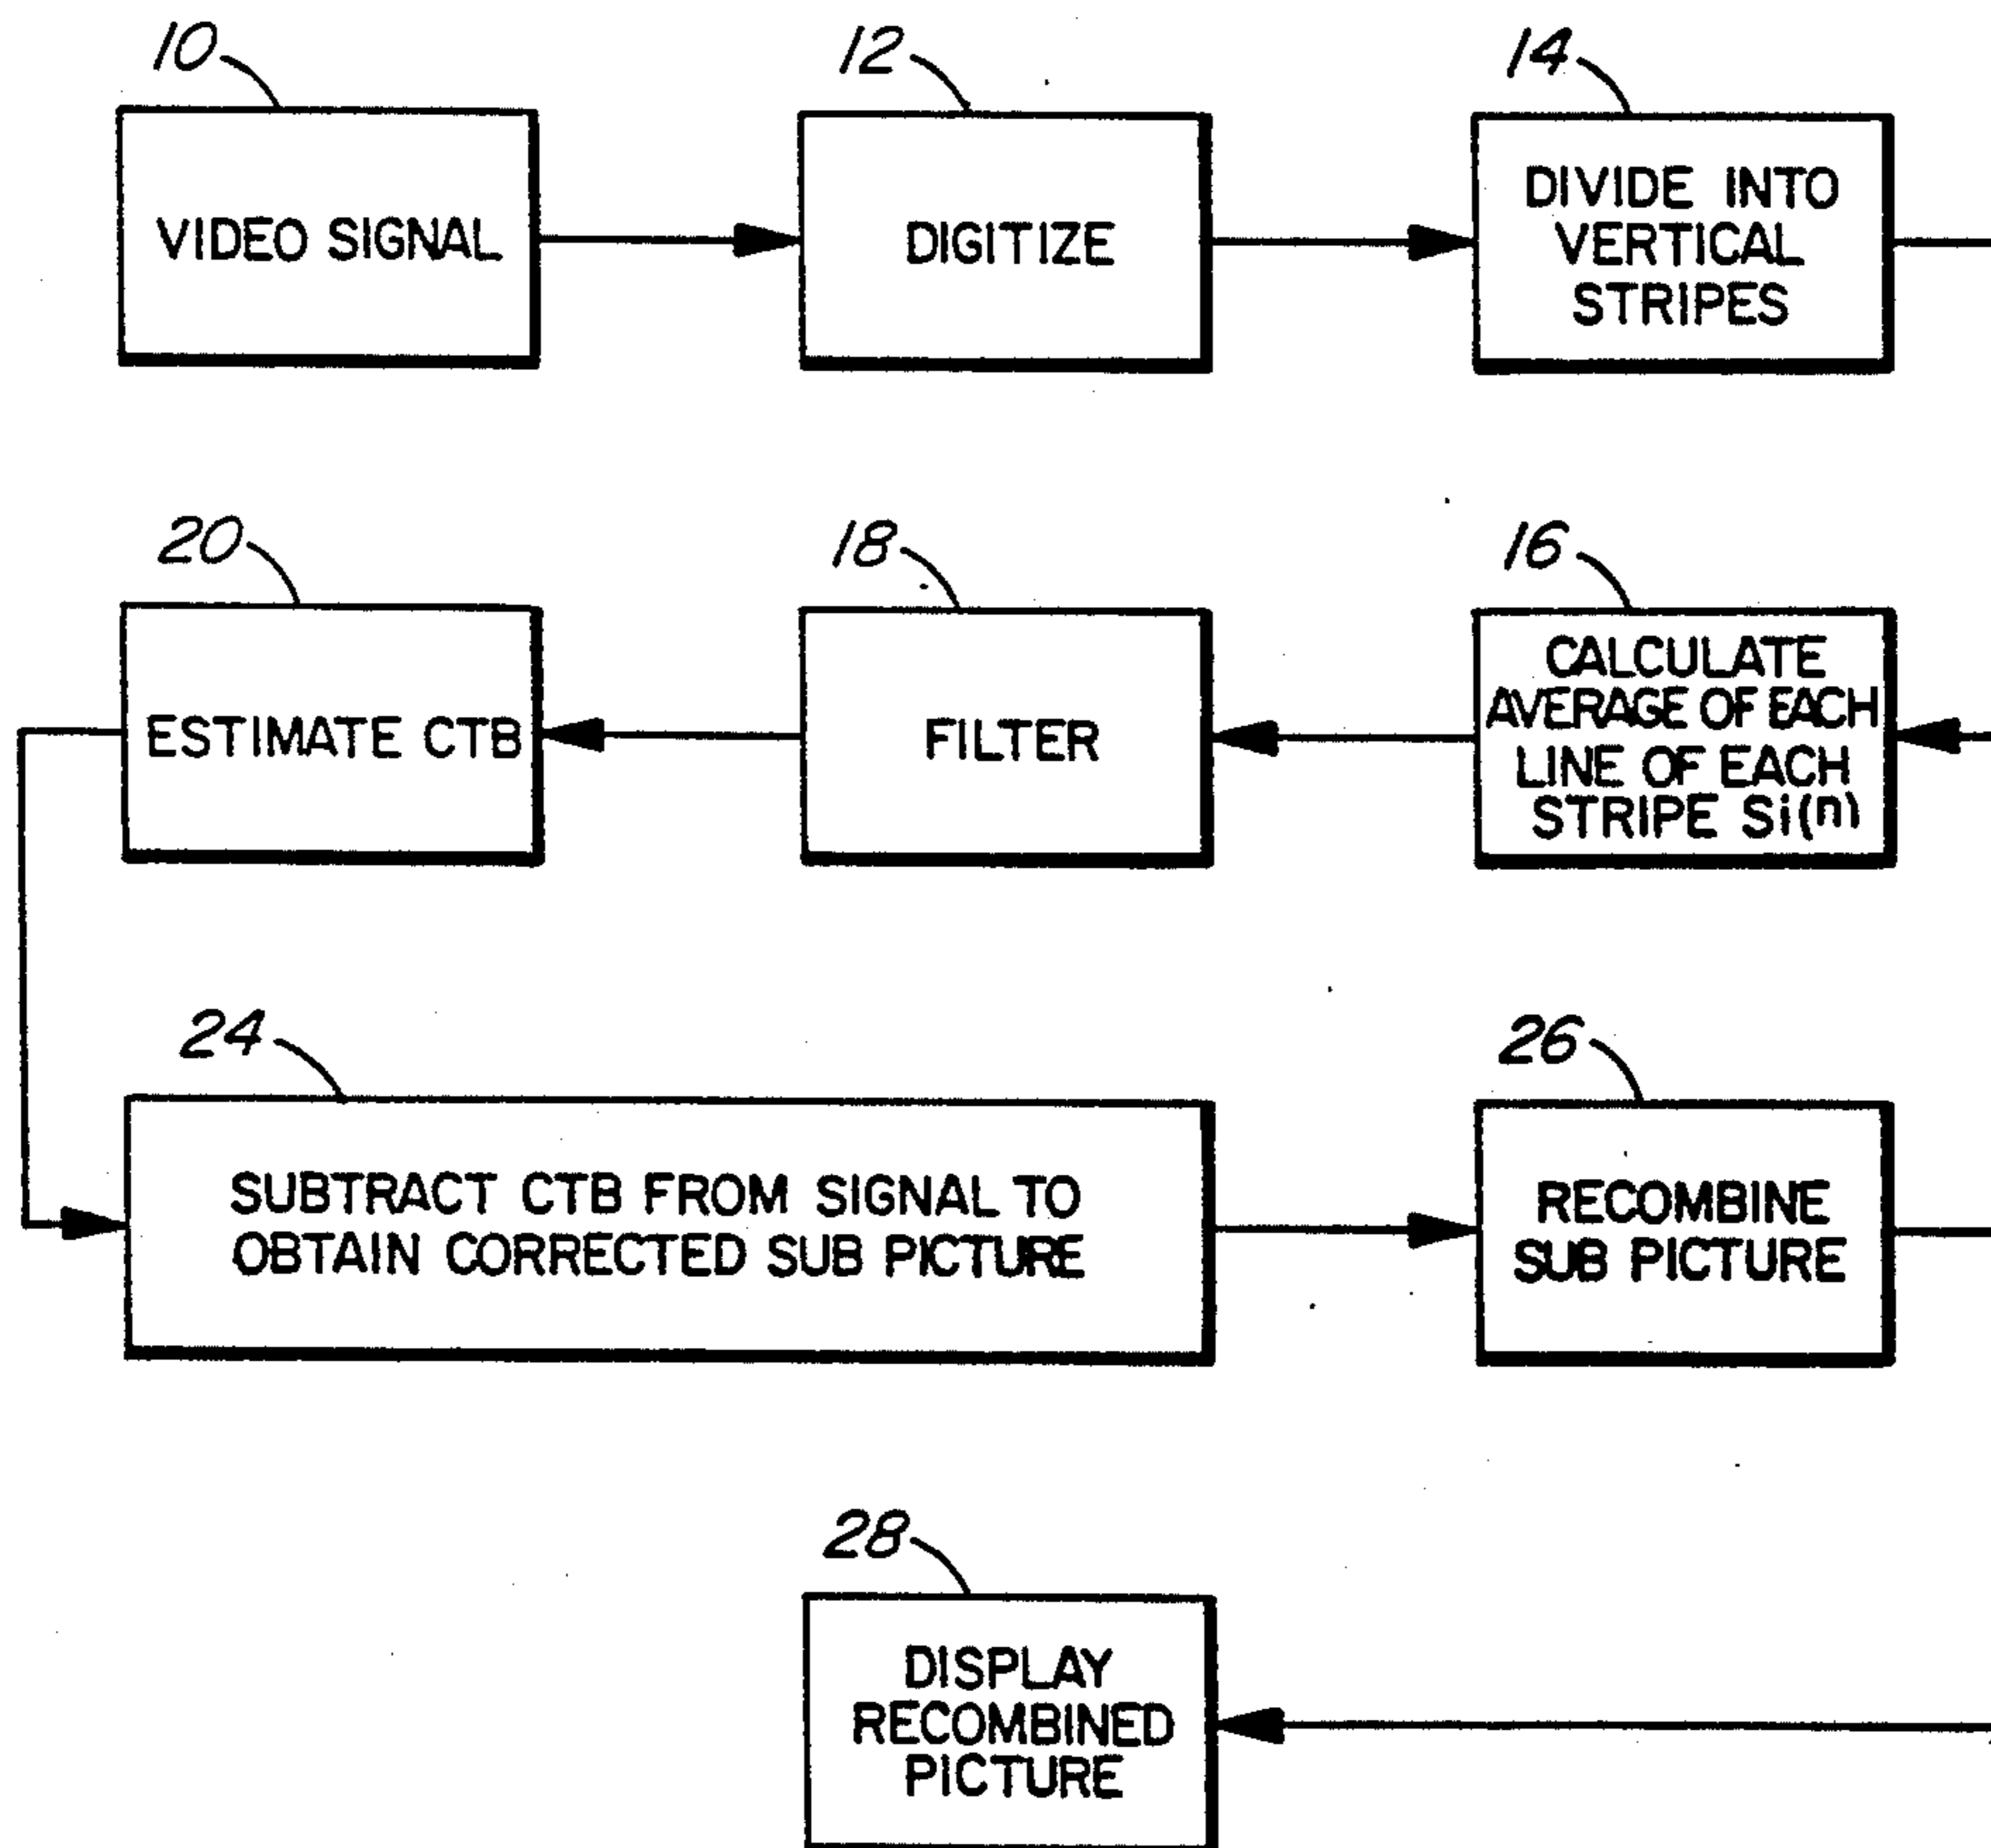 10
VIDEO SIGNAL
12
DIGITIZE
14
DIVIDE INTO
VERTICAL
STRIPES
16
CALCULATE
AVERAGE OF EACH
LINE OF EACH
STRIPE Si(n)
18
FILTER
20
ESTIMATE CTB
24
SUBTRACT CTB FROM SIGNAL TO
OBTAIN CORRECTED SUB PICTURE
26
RECOMBINE
SUB PICTURE
28
DISPLAY
RECOMBINED
PICTURE